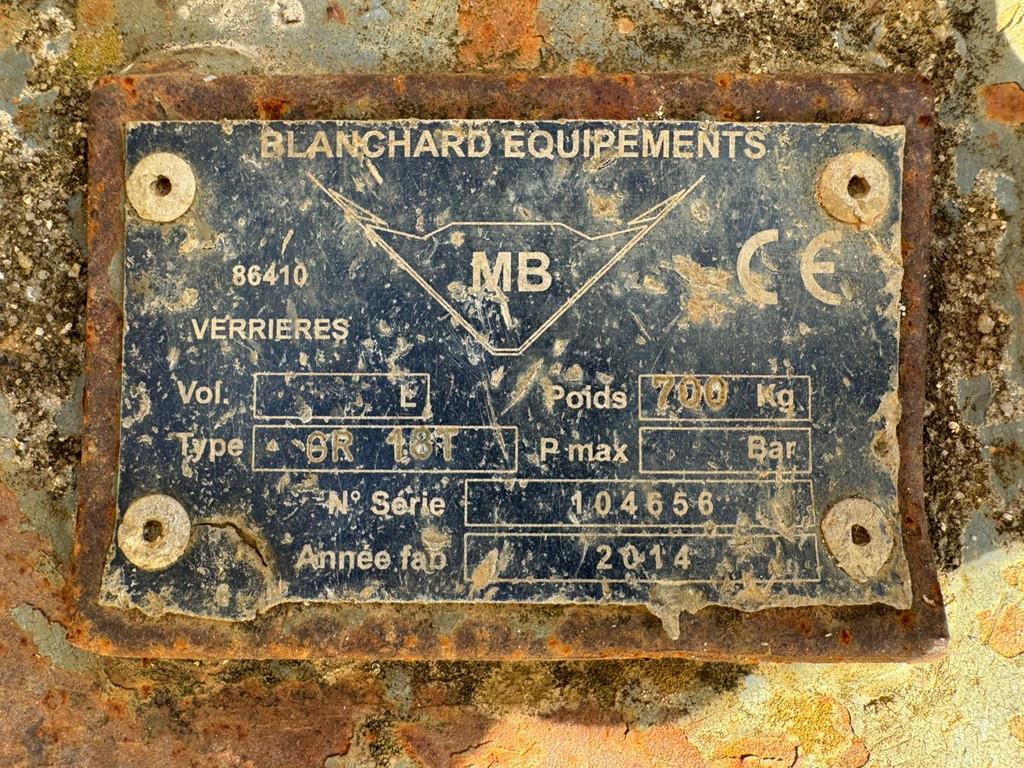 BLANCHARD EQUIPEMENTS
MB
CE
86410
VERRIERES
Vol. L
Poids 700 Kg
Type GR 18T
P max Bar
N° Série 104656
Année fab 2014